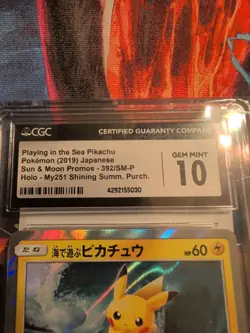 CGC
CERTIFIED GUARANTY COMPANY
Playing in the Sea Pikachu
Pokémon (2019) Japanese
Sun & Moon Promos - 392/SM-P
Holo - My251 Shining Summ. Purch.
4292155030
GEM MINT
10
たね 海で遊ぶピカチュウ HP60